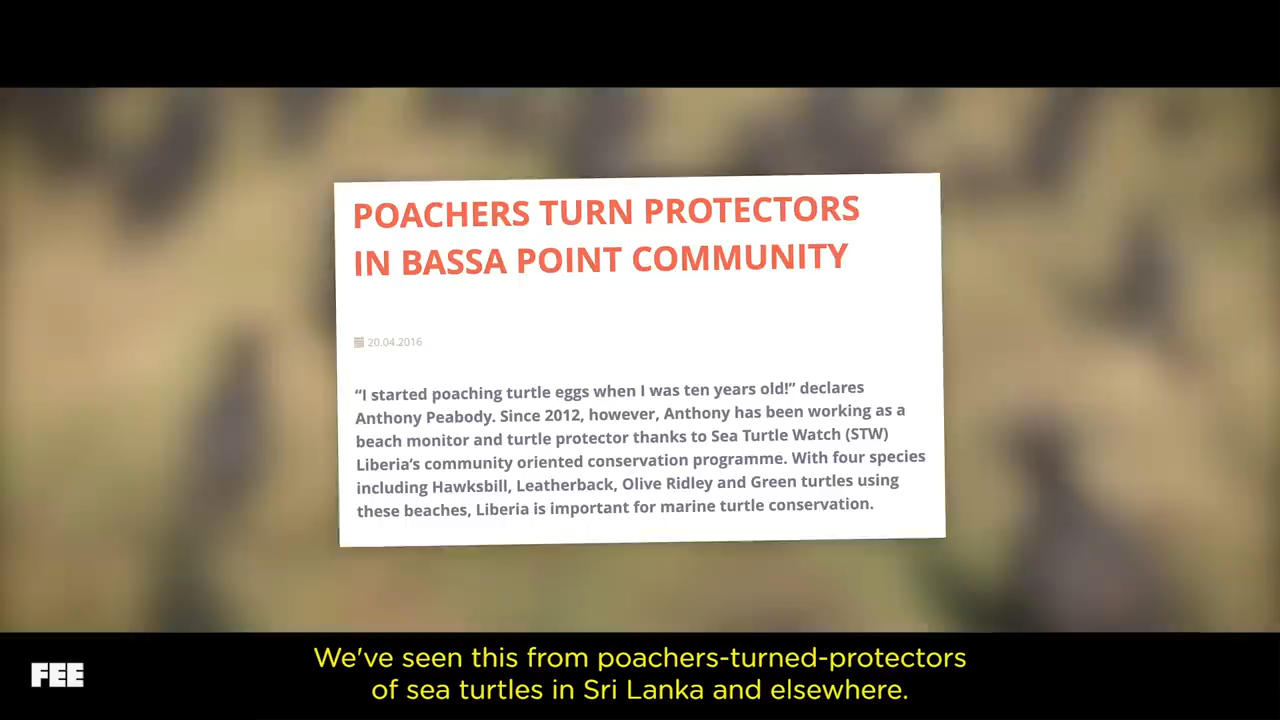 POACHERS TURN PROTECTORS
IN BASSA POINT COMMUNITY
20.04.2016
“I started poaching turtle eggs when I was ten years old!” declares
Anthony Peabody. Since 2012, however, Anthony has been working as a
beach monitor and turtle protector thanks to Sea Turtle Watch (STW)
Liberia’s community oriented conservation programme. With four species
including Hawksbill, Leatherback, Olive Ridley and Green turtles using
these beaches, Liberia is important for marine turtle conservation.
FEE
We've seen this from poachers-turned-protectors
of sea turtles in Sri Lanka and elsewhere.